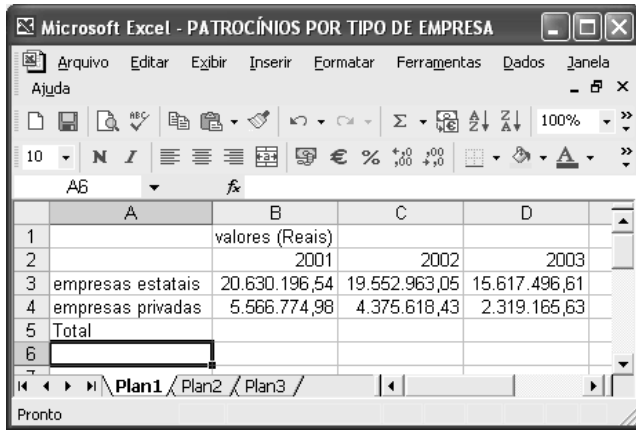 Microsoft Excel - PATROCÍNIOS POR TIPO DE EMPRESA
Arquivo Editar Exibir Inserir Formatar Ferramentas Dados Janela
Ajuda
100%
10 N I € % 000
A6 fx
A B C D
1 valores (Reais)
2 2001 2002 2003
3 empresas estatais 20.630.196,54 19.552.963,05 15.617.496,61
4 empresas privadas 5.566.774,98 4.375.618,43 2.319.165,63
5 Total
6
Plan1 Plan2 Plan3
Pronto